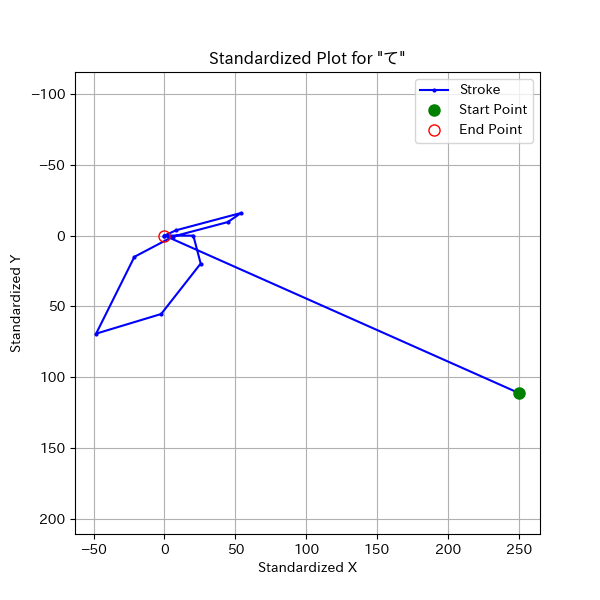 Standardized Plot for "て"
Stroke
Start Point
End Point
−100
−50
0
50
100
150
200
Standardized Y
−50 0 50 100 150 200 250
Standardized X